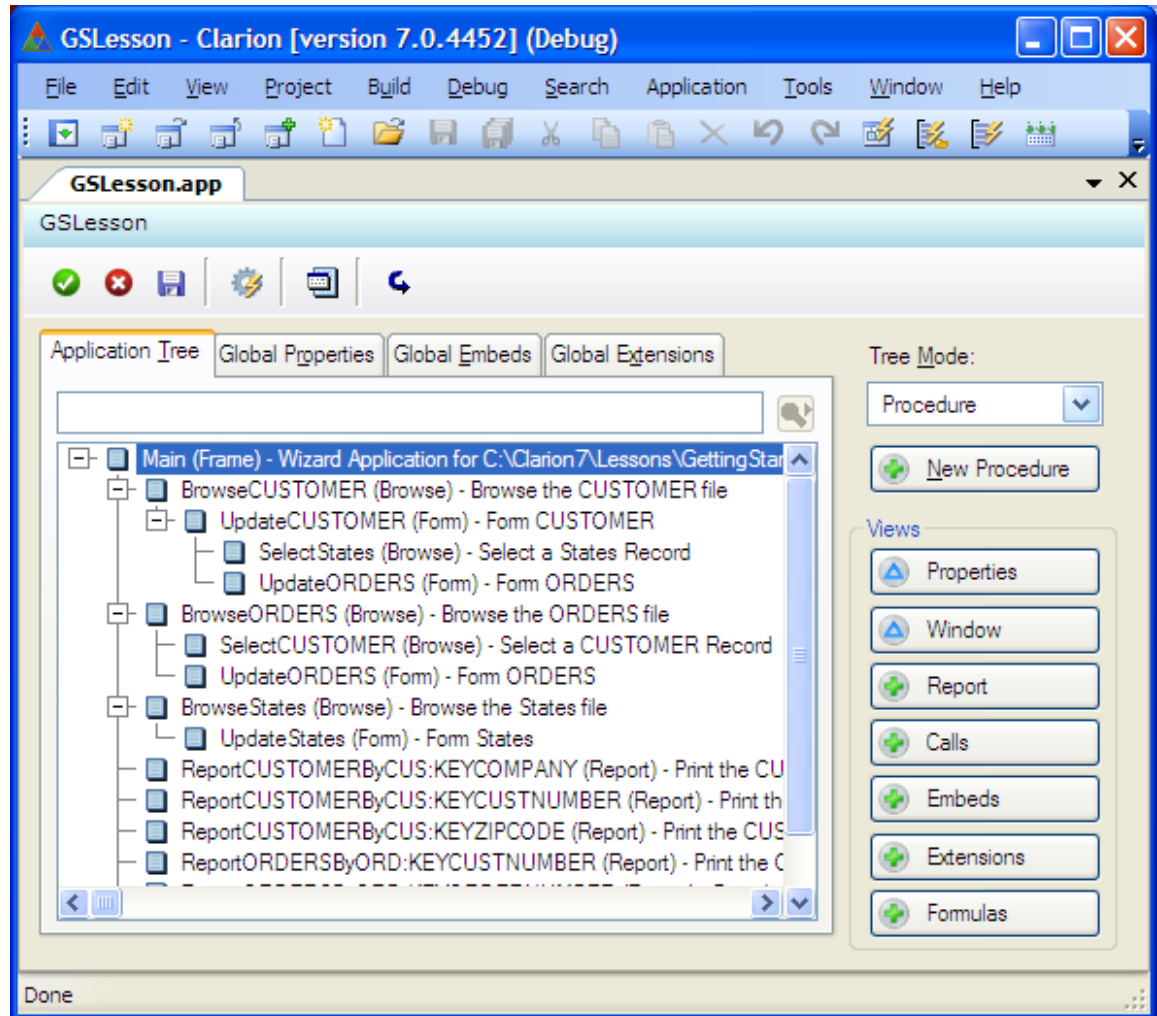 GSLesson - Clarion [version 7.0.4452] (Debug)
File Edit View Project Build Debug Search Application Tools Window Help
GSLesson.app
GSLesson
Application Tree Global Properties Global Embeds Global Extensions
Tree Mode:
Procedure
New Procedure
Main (Frame) - Wizard Application for C:\Clarion7\Lessons\GettingStar
BrowseCUSTOMER (Browse) - Browse the CUSTOMER file
UpdateCUSTOMER (Form) - Form CUSTOMER
SelectStates (Browse) - Select a States Record
UpdateORDERS (Form) - Form ORDERS
BrowseORDERS (Browse) - Browse the ORDERS file
SelectCUSTOMER (Browse) - Select a CUSTOMER Record
UpdateORDERS (Form) - Form ORDERS
BrowseStates (Browse) - Browse the States file
UpdateStates (Form) - Form States
ReportCUSTOMERByCUS:KEYCOMPANY (Report) - Print the CU
ReportCUSTOMERByCUS:KEYCUSTNUMBER (Report) - Print th
ReportCUSTOMERByCUS:KEYZIPCODE (Report) - Print the CUS
ReportORDERSByORD:KEYCUSTNUMBER (Report) - Print the
Views
Properties
Window
Report
Calls
Embeds
Extensions
Formulas
Done